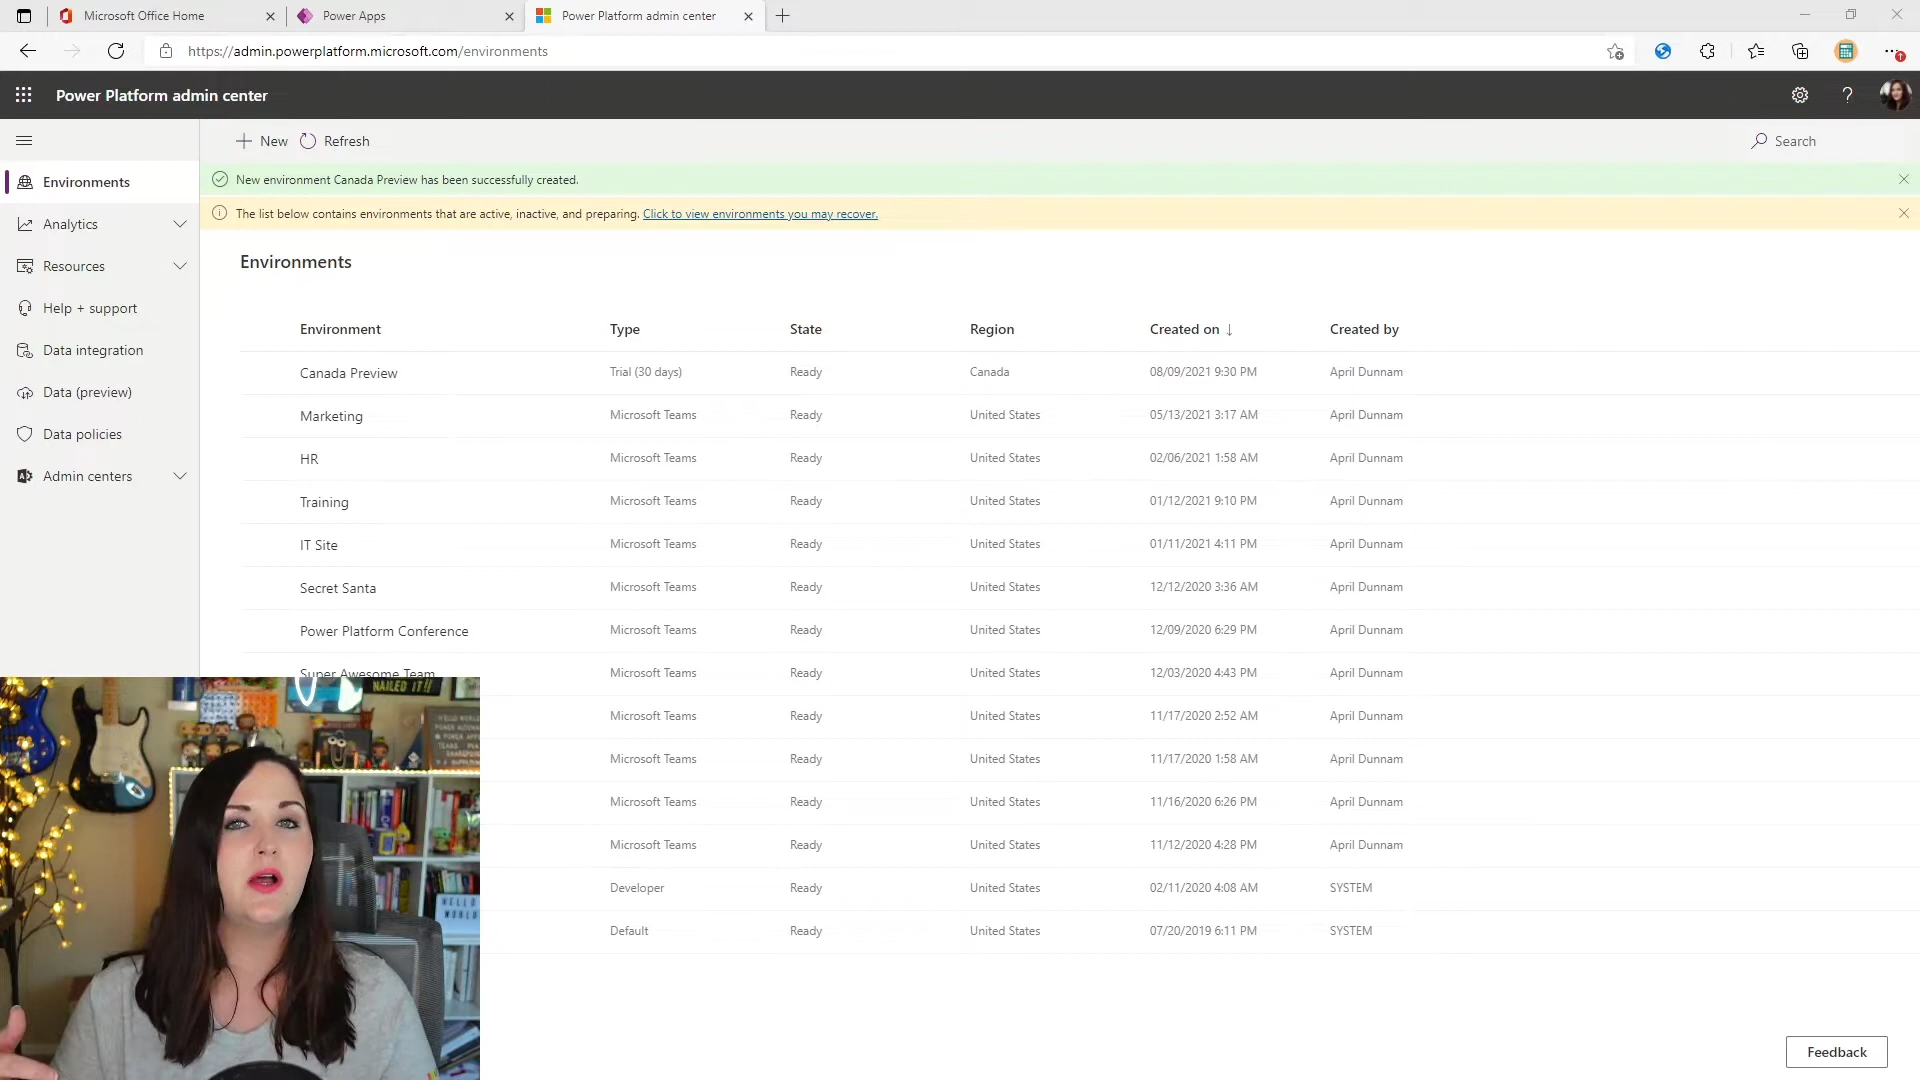 Microsoft Office Home
Power Apps
Power Platform admin center
https://admin.powerplatform.microsoft.com/environments
Power Platform admin center
New
Refresh
Search
Environments
Analytics
Resources
Help + support
Data integration
Data (preview)
Data policies
Admin centers
New environment Canada Preview has been successfully created.
The list below contains environments that are active, inactive, and preparing. Click to view environments you may recover.
Environments
Environment Type State Region Created on ↓ Created by
Canada Preview Trial (30 days) Ready Canada 08/09/2021 9:30 PM April Dunnam
Marketing Microsoft Teams Ready United States 05/13/2021 3:17 AM April Dunnam
HR Microsoft Teams Ready United States 02/06/2021 1:58 AM April Dunnam
Training Microsoft Teams Ready United States 01/12/2021 9:10 PM April Dunnam
IT Site Microsoft Teams Ready United States 01/11/2021 4:11 PM April Dunnam
Secret Santa Microsoft Teams Ready United States 12/12/2020 3:36 AM April Dunnam
Power Platform Conference Microsoft Teams Ready United States 12/09/2020 6:29 PM April Dunnam
Super Awesome Team Microsoft Teams Ready United States 12/03/2020 4:43 PM April Dunnam
Microsoft Teams Ready United States 11/17/2020 2:52 AM April Dunnam
Microsoft Teams Ready United States 11/17/2020 1:58 AM April Dunnam
Microsoft Teams Ready United States 11/16/2020 6:26 PM April Dunnam
Microsoft Teams Ready United States 11/12/2020 4:28 PM April Dunnam
Developer Ready United States 02/11/2020 4:08 AM SYSTEM
Default Ready United States 07/20/2019 6:11 PM SYSTEM
NAILED IT!!
HELLO WORLD
POWER AUTOMATE
HELLO
WORLD
Feedback